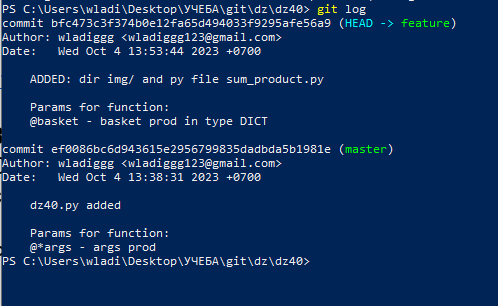 PS C:\Users\wladi\Desktop\УЧЕБА\git\dz\dz40> git log
commit bfc473c3f374b0e12fa65d494033f9295afe56a9 (HEAD -> feature)
Author: wladiggg <wladiggg123@gmail.com>
Date:   Wed Oct 4 13:53:44 2023 +0700
ADDED: dir img/ and py file sum_product.py
Params for function:
@basket - basket prod in type DICT
commit ef0086bc6d943615e2956799835dadbda5b1981e (master)
Author: wladiggg <wladiggg123@gmail.com>
Date:   Wed Oct 4 13:38:31 2023 +0700
dz40.py added
Params for function:
@*args - args prod
PS C:\Users\wladi\Desktop\УЧЕБА\git\dz\dz40>